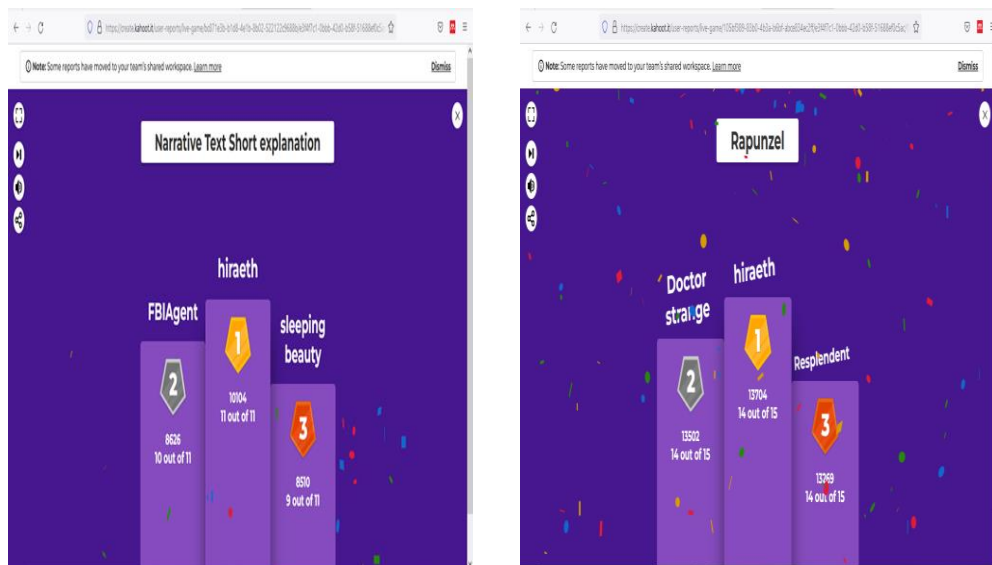 Note: Some reports have moved to your team's shared workspace. Learn more
Dismiss
Narrative Text Short explanation
hiraeth
FBIAgent
sleeping
beauty
1
10104
11 out of 11
2
8626
10 out of 11
3
8510
9 out of 11
Note: Some reports have moved to your team's shared workspace. Learn more
Dismiss
Rapunzel
hiraeth
Doctor
strange
Resplendent
1
13704
14 out of 15
2
13502
14 out of 15
3
13269
14 out of 15